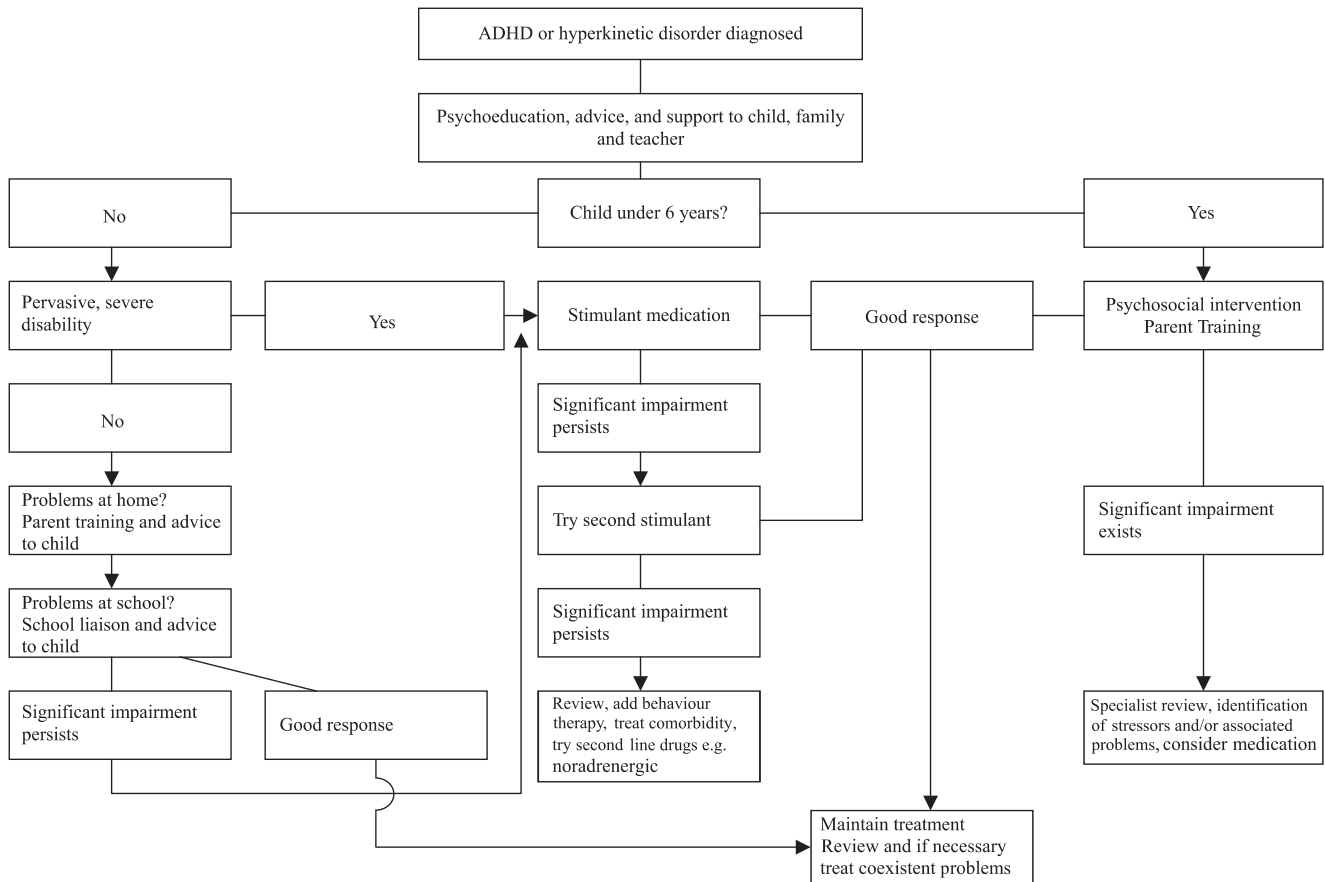 ADHD or hyperkinetic disorder diagnosed
Psychoeducation, advice, and support to child, family
and teacher
No
Child under 6 years?
Yes
Pervasive, severe
disability
Yes
Stimulant medication
Good response
Psychosocial intervention
Parent Training
No
Significant impairment
persists
Problems at home?
Parent training and advice
to child
Try second stimulant
Significant impairment
exists
Problems at school?
School liaison and advice
to child
Significant impairment
persists
Significant impairment
persists
Good response
Review, add behaviour
therapy, treat comorbidity,
try second line drugs e.g.
noradrenergic
Specialist review, identification
of stressors and/or associated
problems, consider medication
Maintain treatment
Review and if necessary
treat coexistent problems